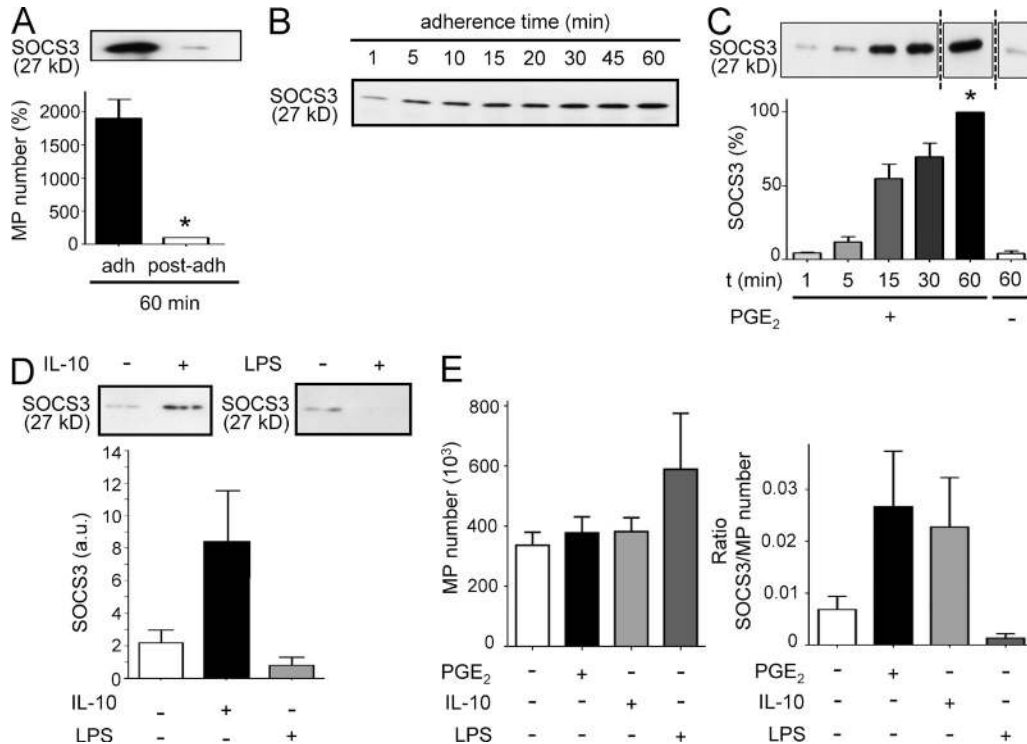 A
SOCS3
(27 kD)
MP number (%)
2000
1500
1000
500
0
*
adh post-adh
60 min
B
adherence time (min)
1 5 10 15 20 30 45 60
SOCS3
(27 kD)
C
SOCS3
(27 kD)
*
SOCS3 (%)
100
50
0
t (min) 1 5 15 30 60 60
PGE2 + -
D
IL-10 - + LPS - +
SOCS3
(27 kD)
SOCS3
(27 kD)
SOCS3 (a.u.)
14
12
10
8
6
4
2
0
IL-10 - + -
LPS - - +
E
MP number (10³)
800
600
400
200
0
PGE2 - + - -
IL-10 - - + -
LPS - - - +
Ratio
SOCS3/MP number
0.03
0.02
0.01
0
PGE2 - + - -
IL-10 - - + -
LPS - - - +